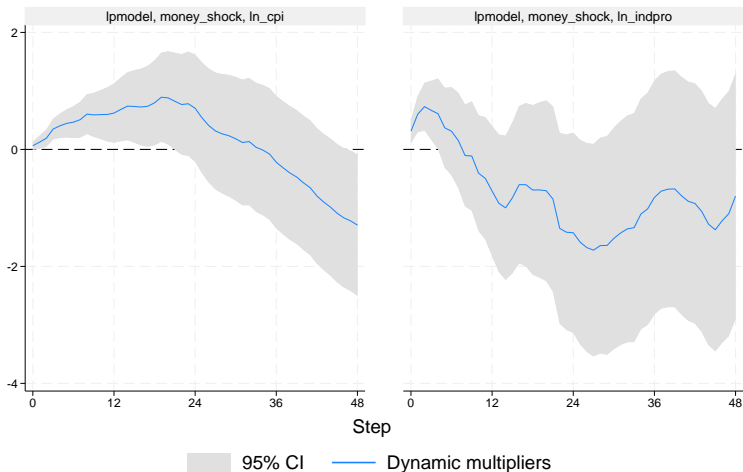 lpmodel, money_shock, ln_cpi
lpmodel, money_shock, ln_indpro
2
0
-2
-4
0 12 24 36 48
0 12 24 36 48
Step
95% CI
Dynamic multipliers